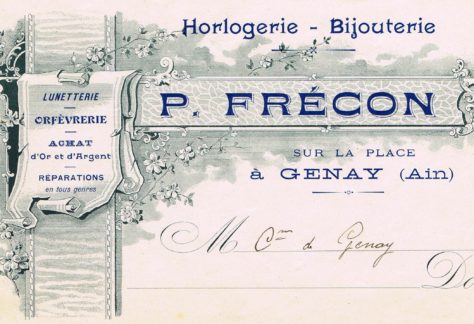 Horlogerie - Bijouterie
P. FRÉCON
SUR LA PLACE
à GENAY (Ain)
LUNETTERIE
ORFÈVRERIE
ACHAT
d'Or et d'Argent
RÉPARATIONS
en tous genres
M Cne de Genay